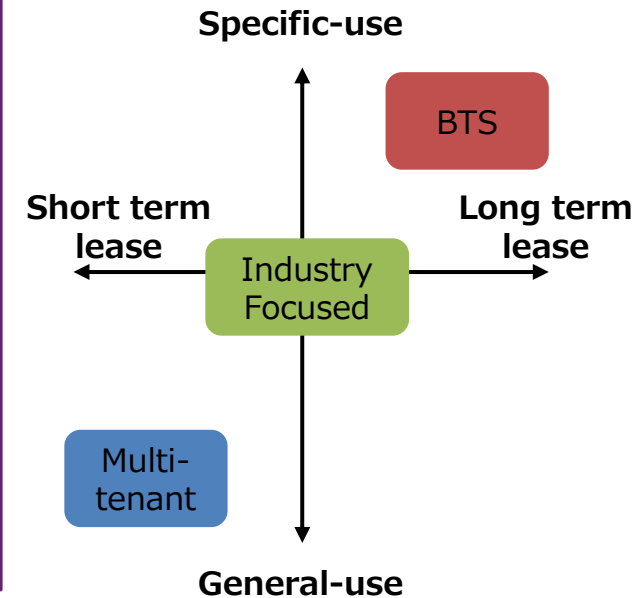 Specific-use
BTS
Short term
lease
Long term
lease
Industry
Focused
Multi-
tenant
General-use